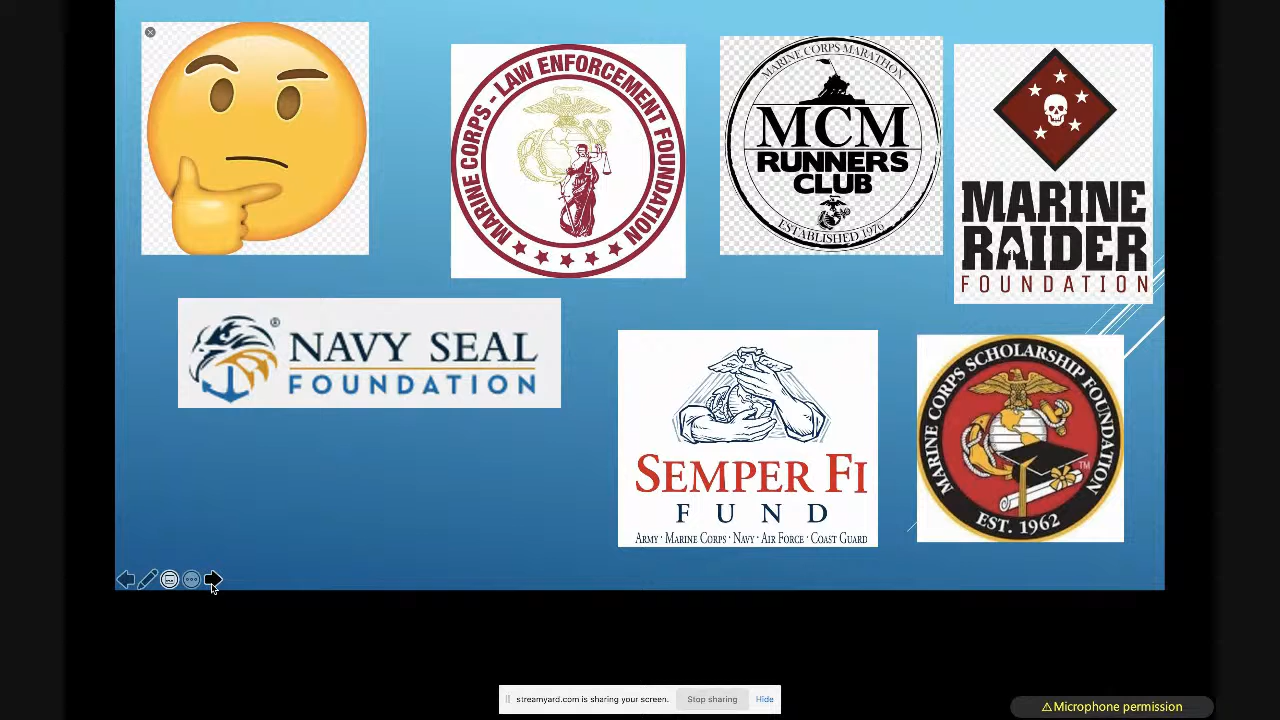 MARINE CORPS - LAW ENFORCEMENT FOUNDATION
MARINE CORPS MARATHON
MCM
RUNNERS
CLUB
ESTABLISHED 1976
MARINE
RAIDER
FOUNDATION
NAVY SEAL
FOUNDATION
®
SEMPER FI
FUND
ARMY · MARINE CORPS · NAVY · AIR FORCE · COAST GUARD
MARINE CORPS SCHOLARSHIP FOUNDATION
TM
EST. 1962
streamyard.com is sharing your screen.
Stop sharing
Hide
⚠Microphone permission